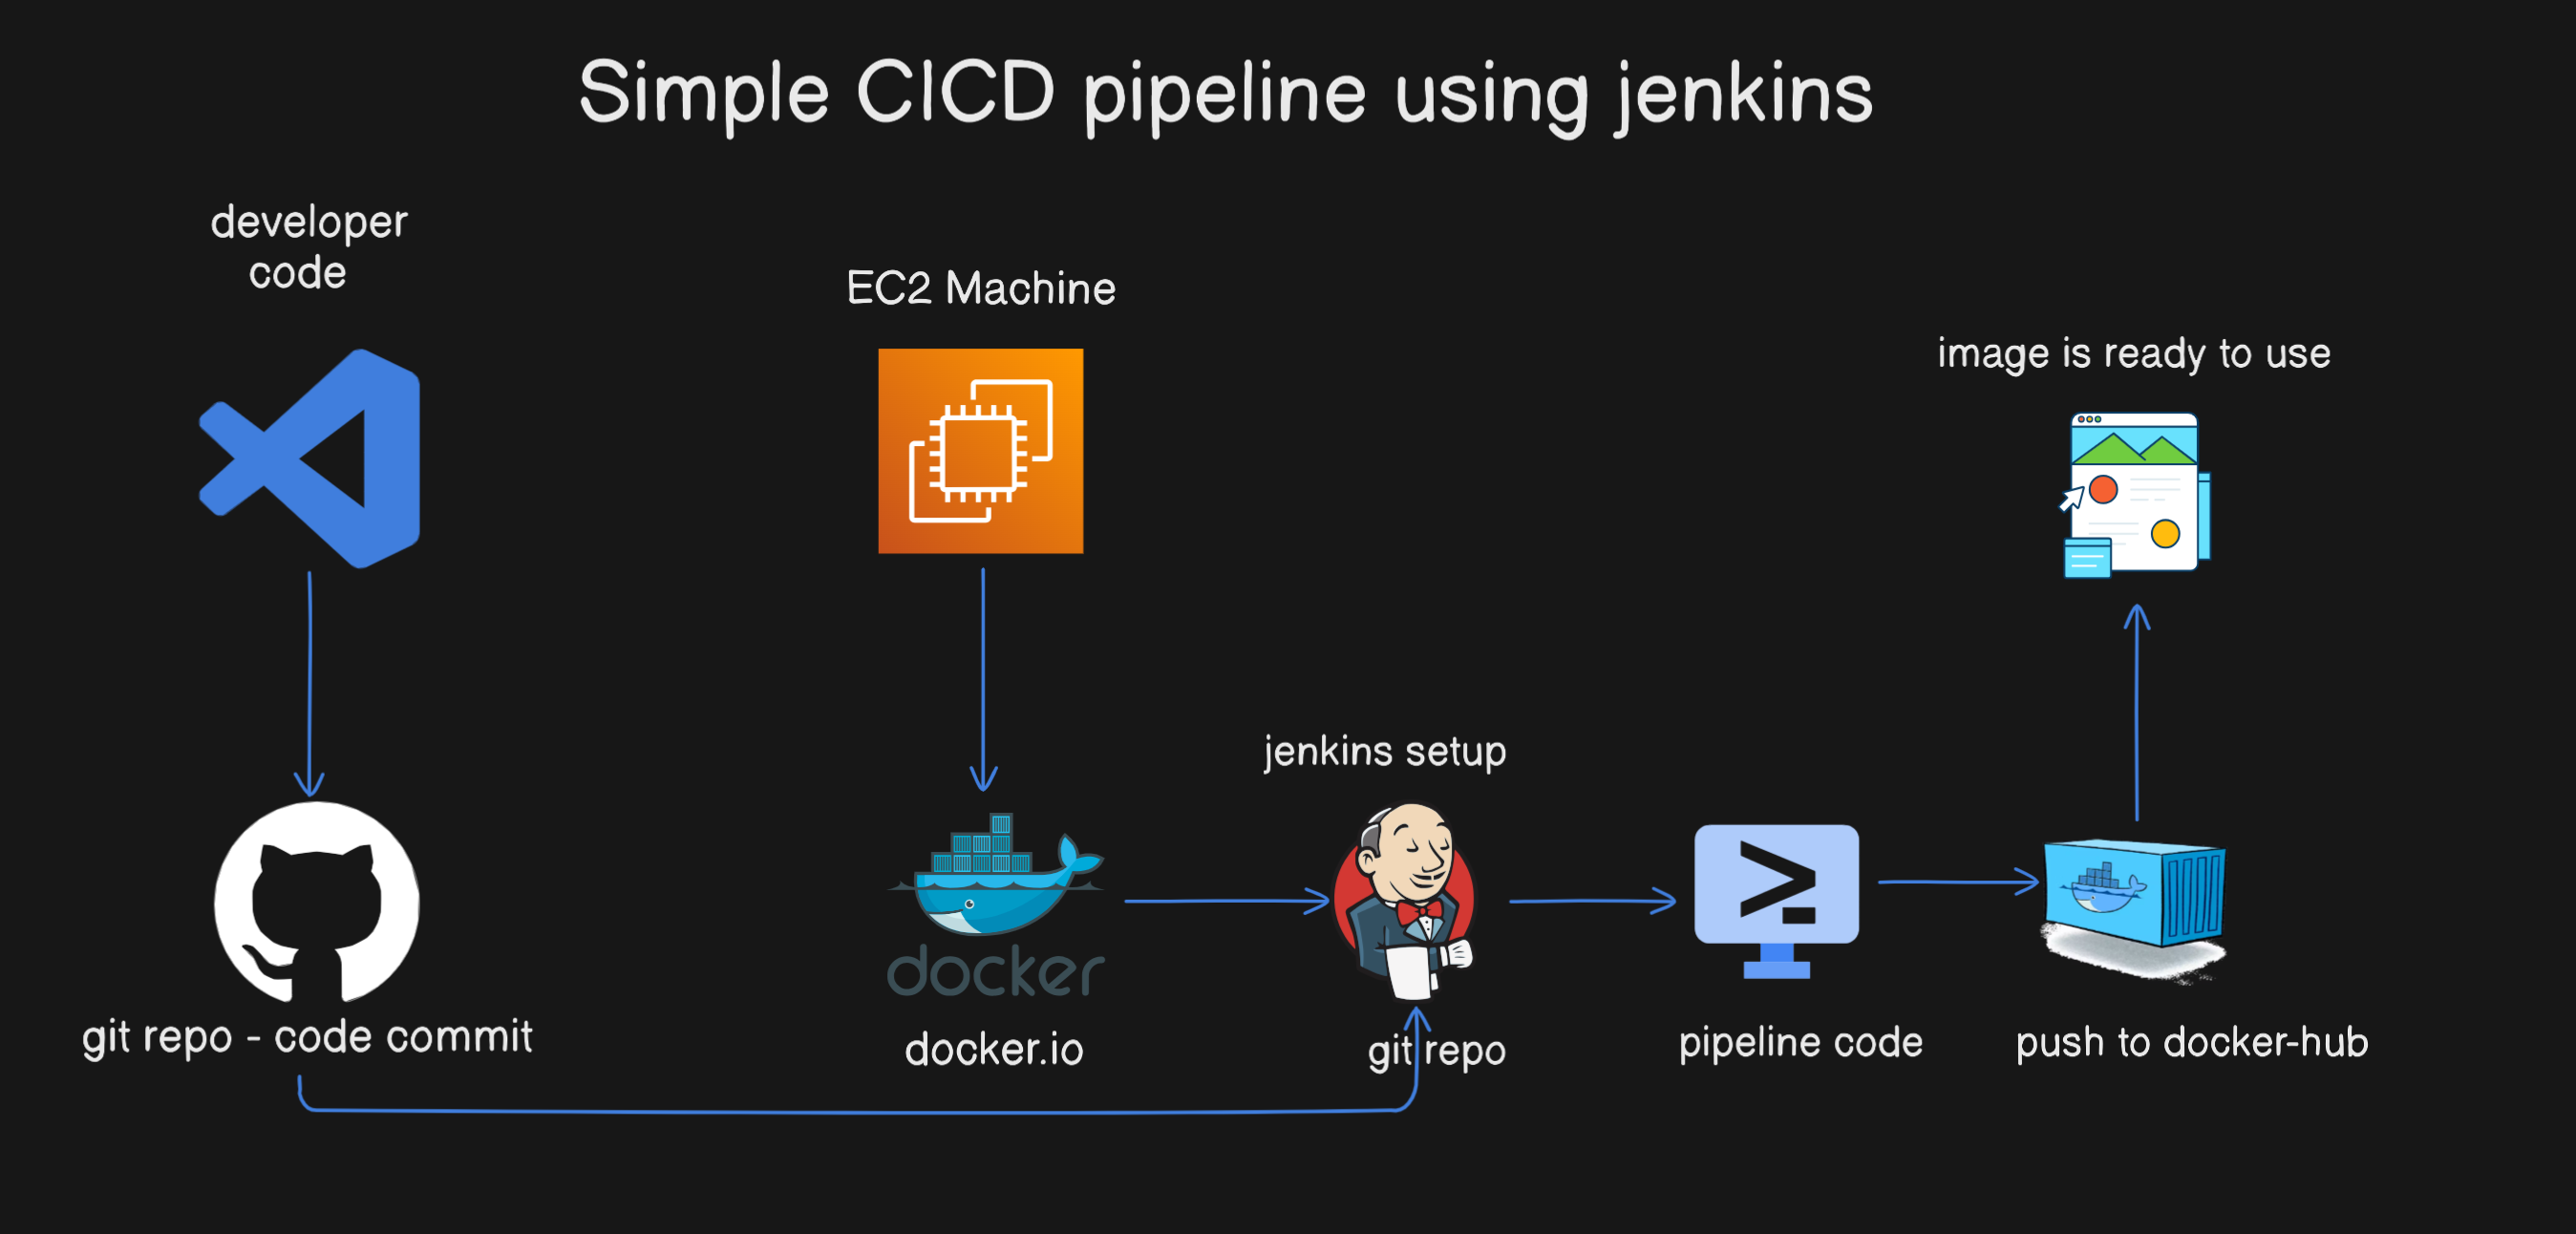 Simple CICD pipeline using jenkins
developer
code
EC2 Machine
image is ready to use
jenkins setup
docker
git repo - code commit
docker.io
git repo
pipeline code
push to docker-hub